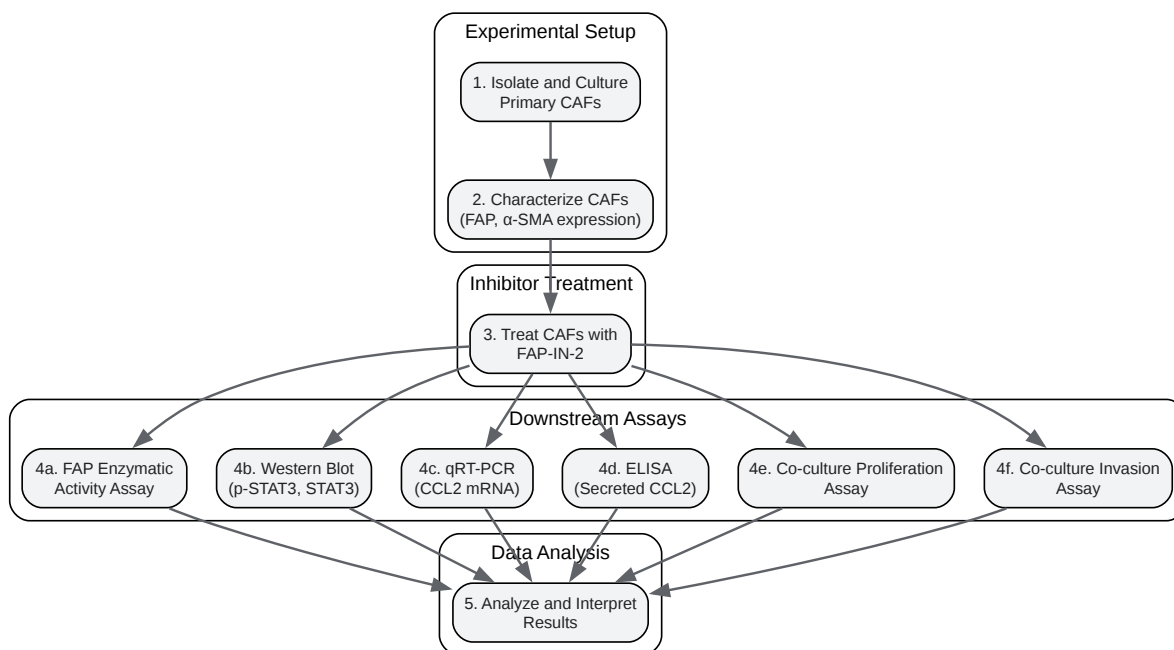 Experimental Setup
1. Isolate and Culture
Primary CAFs
2. Characterize CAFs
(FAP, α-SMA expression)
Inhibitor Treatment
3. Treat CAFs with
FAP-IN-2
Downstream Assays
4a. FAP Enzymatic
Activity Assay
4b. Western Blot
(p-STAT3, STAT3)
4c. qRT-PCR
(CCL2 mRNA)
4d. ELISA
(Secreted CCL2)
4e. Co-culture Proliferation
Assay
4f. Co-culture Invasion
Assay
Data Analysis
5. Analyze and Interpret
Results